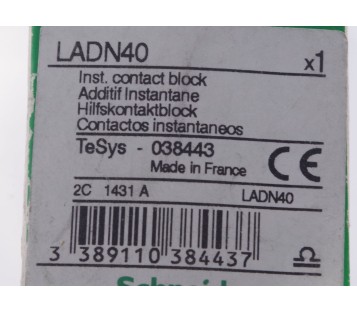 LADN40 x1
Inst. contact block
Additif Instantane
Hilfskontaktblock
Contactos instantaneos
TeSys - 038443
Made in France CE
2C 1431 A LADN40
3 389110 384437